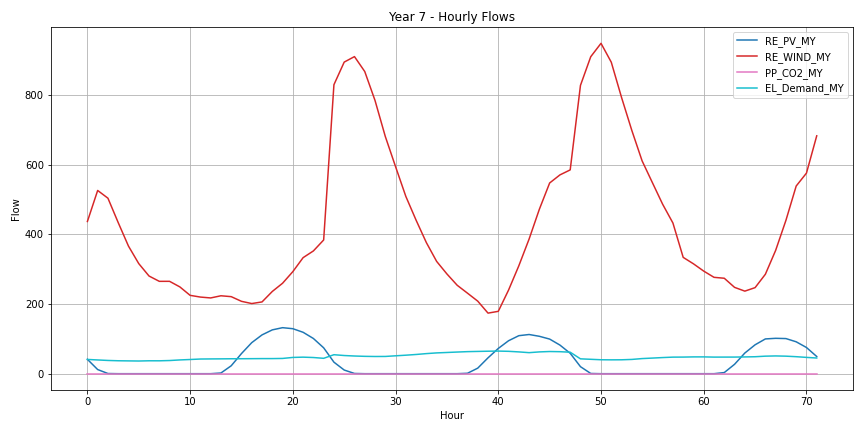 Year 7 - Hourly Flows
RE_PV_MY
RE_WIND_MY
PP_CO2_MY
EL_Demand_MY
800
600
400
200
0
Flow
0 10 20 30 40 50 60 70
Hour